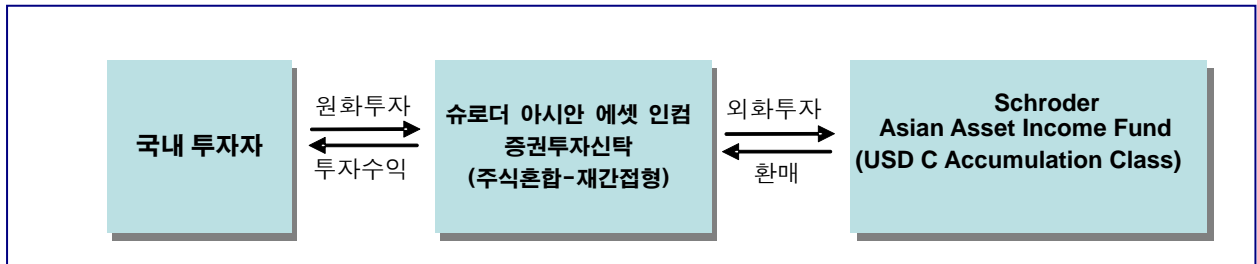 국내 투자자
원화투자
투자수익
슈로더 아시안 에셋 인컴
증권투자신탁
(주식혼합-재간접형)
외화투자
환매
Schroder
Asian Asset Income Fund
(USD C Accumulation Class)